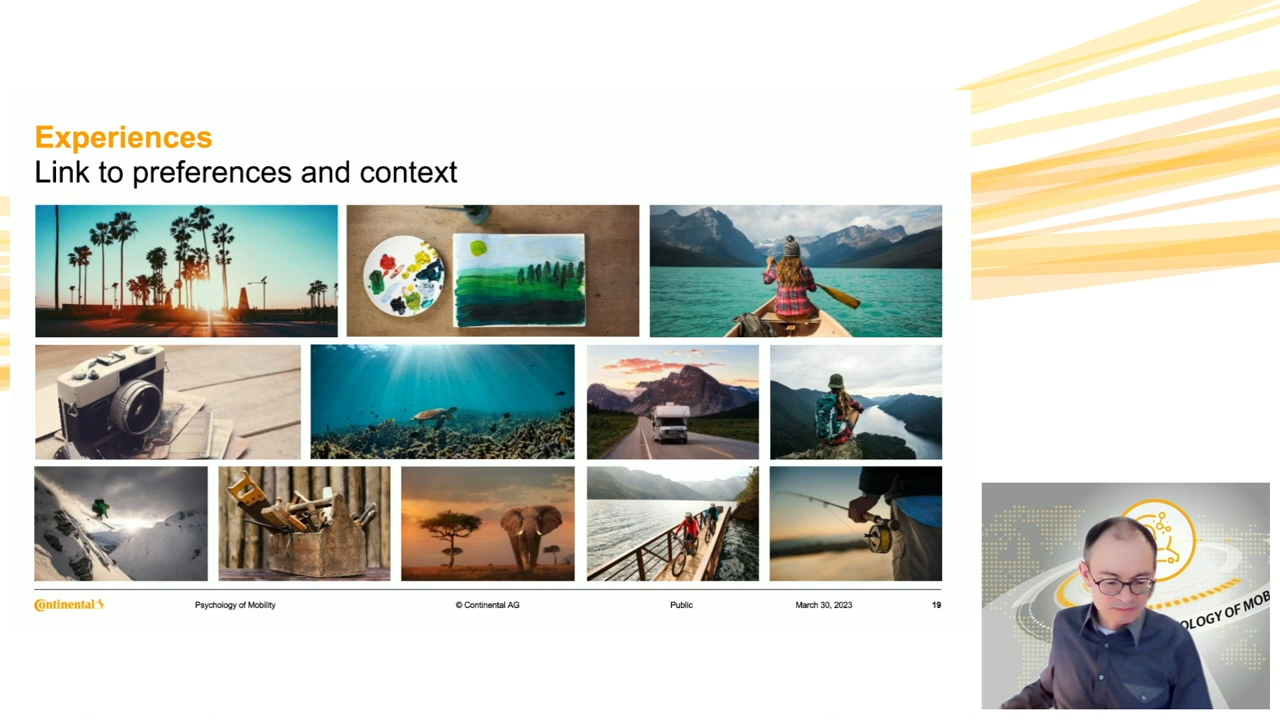 Experiences
Link to preferences and context
Continental
Psychology of Mobility
© Continental AG
Public
March 30, 2023
19
OLOGY OF MOB